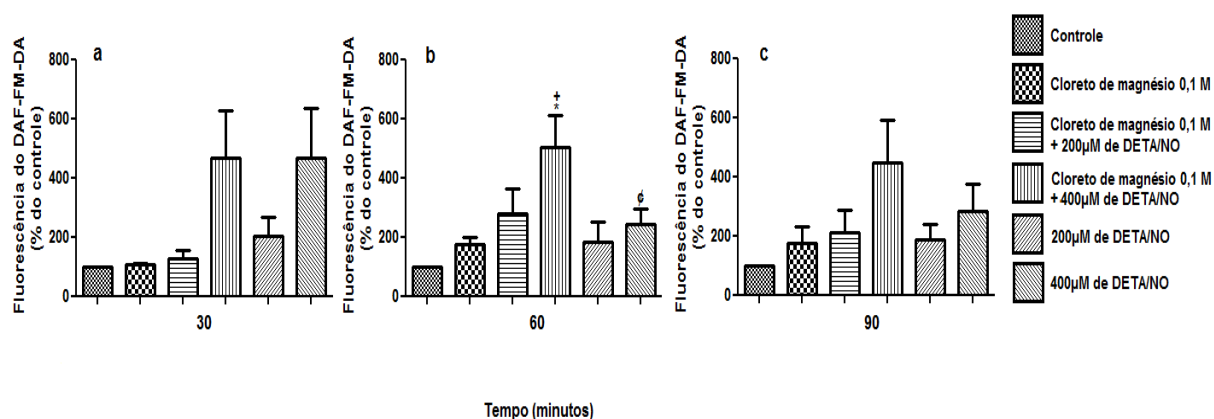 a
Fluorescência do DAF-FM-DA
(% do controle)
800
600
400
200
0
30
b
Fluorescência do DAF-FM-DA
(% do controle)
800
600
400
200
0
+
*
¢
60
c
Fluorescência do DAF-FM-DA
(% do controle)
800
600
400
200
0
90
Tempo (minutos)
Controle
Cloreto de magnésio 0,1 M
Cloreto de magnésio 0,1 M
+ 200µM de DETA/NO
Cloreto de magnésio 0,1 M
+ 400µM de DETA/NO
200µM de DETA/NO
400µM de DETA/NO